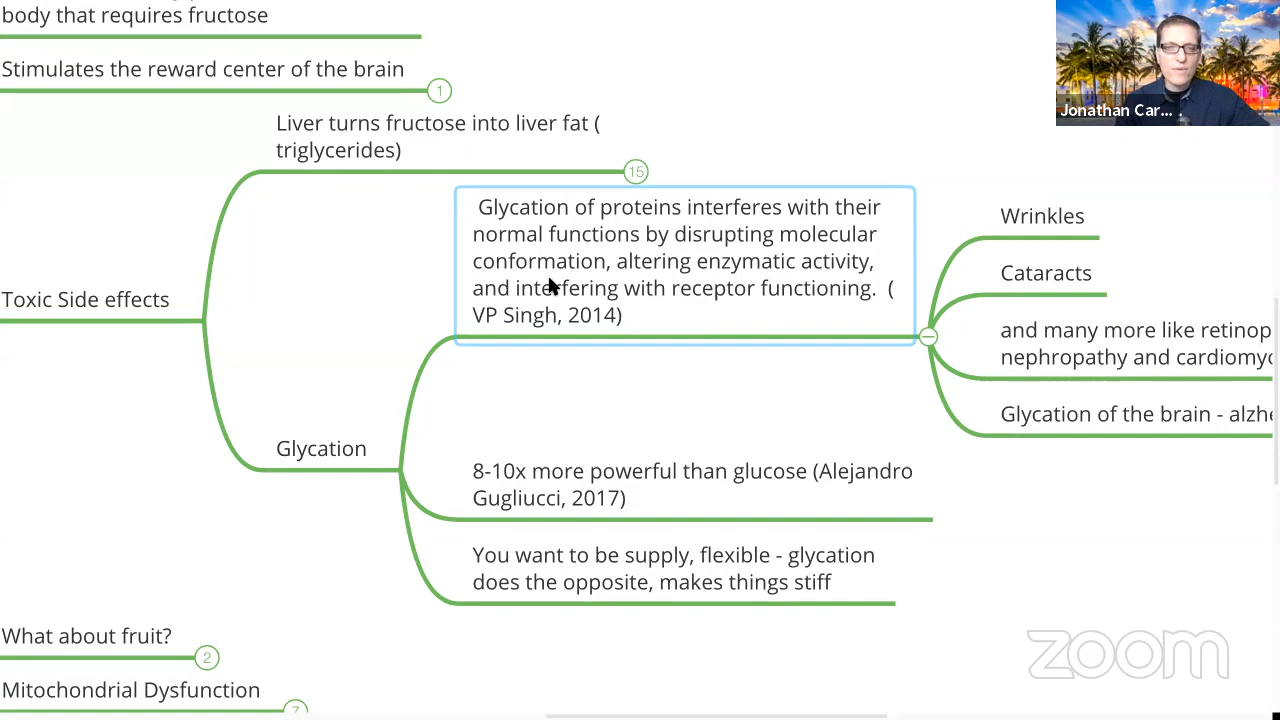 body that requires fructose
Stimulates the reward center of the brain
1
Liver turns fructose into liver fat (
triglycerides)
15
Toxic Side effects
Glycation
Glycation of proteins interferes with their
normal functions by disrupting molecular
conformation, altering enzymatic activity,
and interfering with receptor functioning. (
VP Singh, 2014)
Wrinkles
Cataracts
and many more like retinop
nephropathy and cardiomyo
Glycation of the brain - alzhe
8-10x more powerful than glucose (Alejandro
Gugliucci, 2017)
You want to be supply, flexible - glycation
does the opposite, makes things stiff
What about fruit?
2
Mitochondrial Dysfunction
7
Jonathan Car... .
zoom